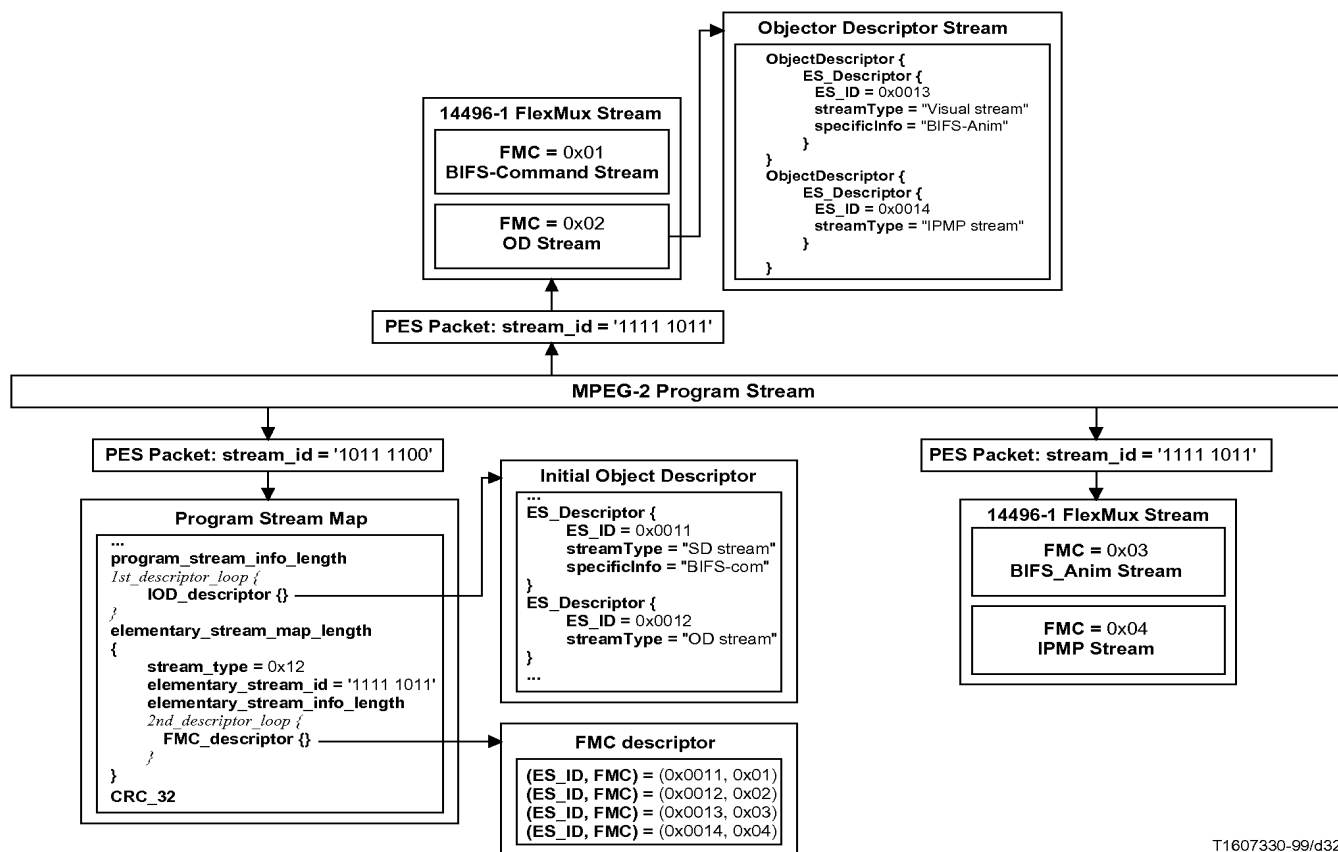 Objector Descriptor Stream
ObjectDescriptor {
ES_Descriptor {
ES_ID = 0x0013
streamType = "Visual stream"
specificInfo = "BIFS-Anim"
}
}
ObjectDescriptor {
ES_Descriptor {
ES_ID = 0x0014
streamType = "IPMP stream"
}
}
14496-1 FlexMux Stream
FMC = 0x01
BIFS-Command Stream
FMC = 0x02
OD Stream
PES Packet: stream_id = '1111 1011'
MPEG-2 Program Stream
PES Packet: stream_id = '1011 1100'
Program Stream Map
...
program_stream_info_length
1st_descriptor_loop {
IOD_descriptor {}
}
elementary_stream_map_length
{
stream_type = 0x12
elementary_stream_id = '1111 1011'
elementary_stream_info_length
2nd_descriptor_loop {
FMC_descriptor {}
}
}
CRC_32
Initial Object Descriptor
...
ES_Descriptor {
ES_ID = 0x0011
streamType = "SD stream"
specificInfo = "BIFS-com"
}
ES_Descriptor {
ES_ID = 0x0012
streamType = "OD stream"
}
...
FMC descriptor
(ES_ID, FMC) = (0x0011, 0x01)
(ES_ID, FMC) = (0x0012, 0x02)
(ES_ID, FMC) = (0x0013, 0x03)
(ES_ID, FMC) = (0x0014, 0x04)
PES Packet: stream_id = '1111 1011'
14496-1 FlexMux Stream
FMC = 0x03
BIFS_Anim Stream
FMC = 0x04
IPMP Stream
T1607330-99/d32